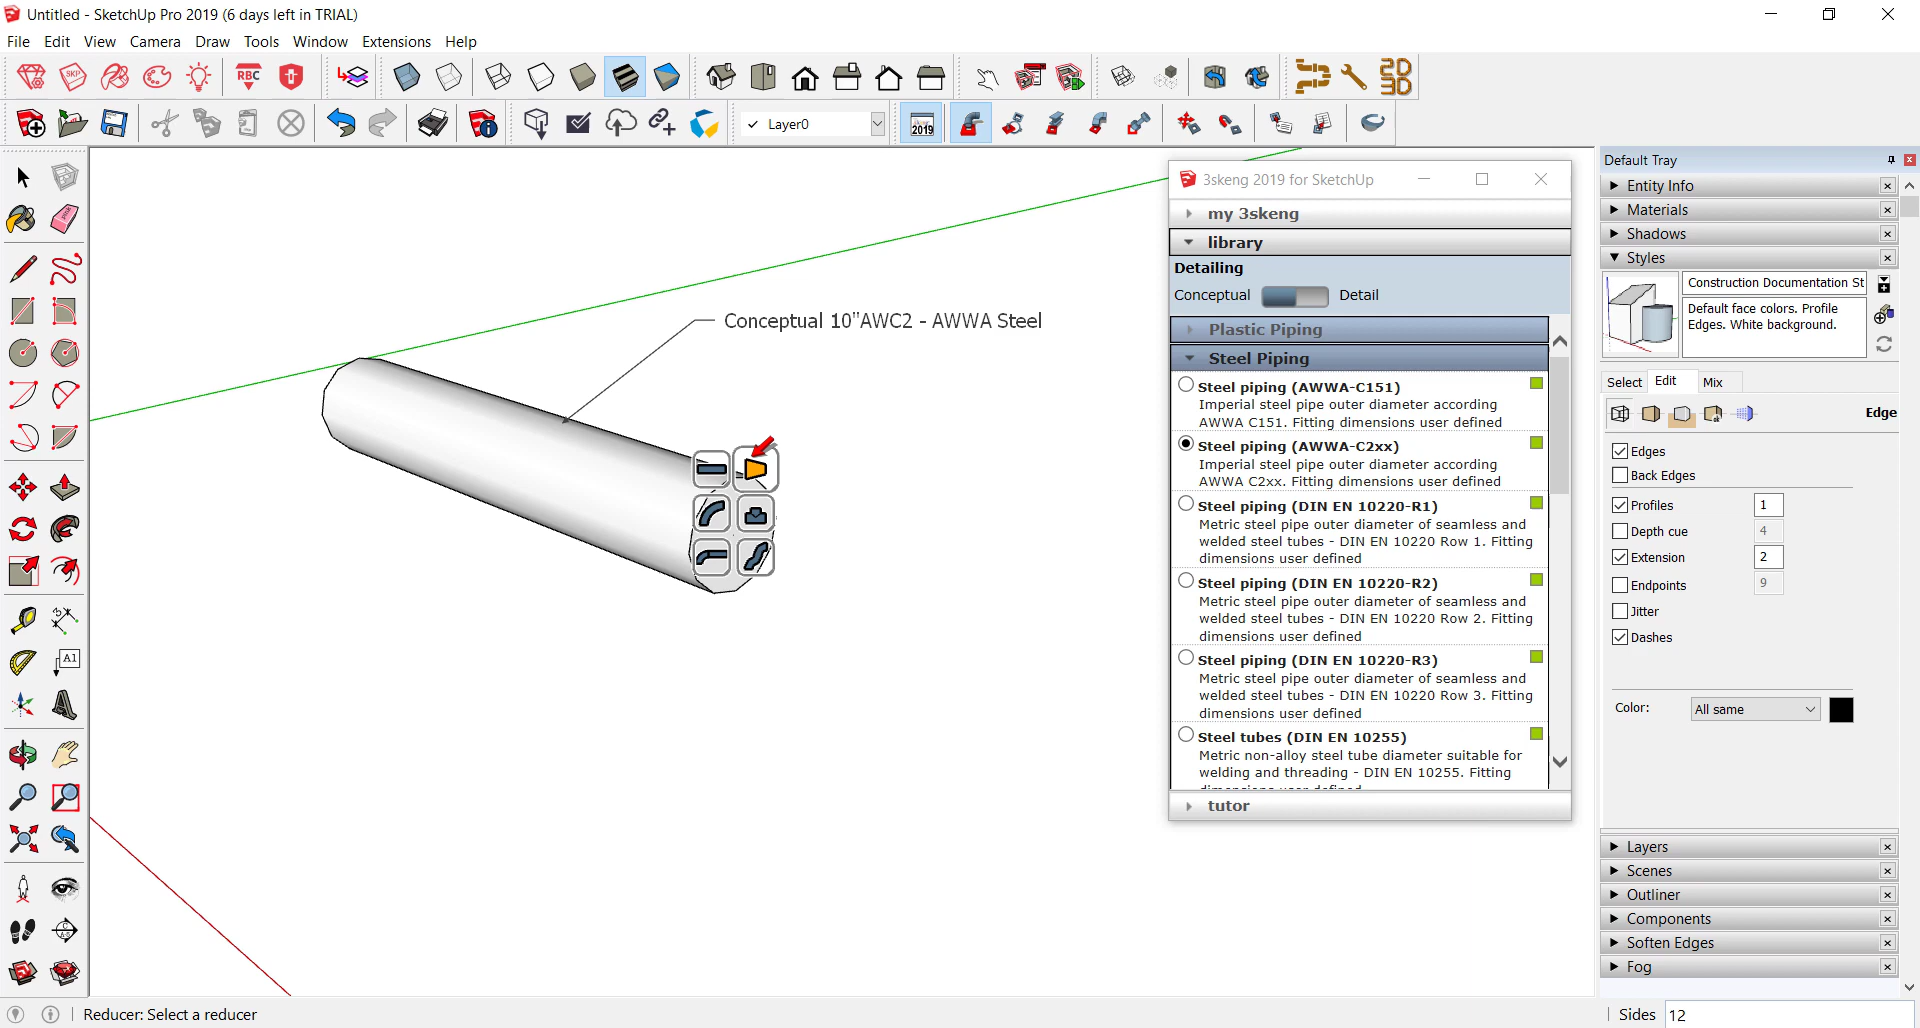 Untitled - SketchUp Pro 2019 (6 days left in TRIAL)
File Edit View Camera Draw Tools Window Extensions Help
SKP
RBC
2D
3D
Layer0
2019
Default Tray
Entity Info
Materials
Shadows
Styles
Construction Documentation St
Default face colors. Profile
Edges. White background.
Select Edit Mix
Edge
Edges
Back Edges
Profiles 1
Depth cue 4
Extension 2
Endpoints 9
Jitter
Dashes
Color: All same
Layers
Scenes
Outliner
Components
Soften Edges
Fog
3skeng 2019 for SketchUp
my 3skeng
library
Detailing
Conceptual Detail
Plastic Piping
Steel Piping
Steel piping (AWWA-C151)
Imperial steel pipe outer diameter according
AWWA C151. Fitting dimensions user defined
Steel piping (AWWA-C2xx)
Imperial steel pipe outer diameter according
AWWA C2xx. Fitting dimensions user defined
Steel piping (DIN EN 10220-R1)
Metric steel pipe outer diameter of seamless and
welded steel tubes - DIN EN 10220 Row 1. Fitting
dimensions user defined
Steel piping (DIN EN 10220-R2)
Metric steel pipe outer diameter of seamless and
welded steel tubes - DIN EN 10220 Row 2. Fitting
dimensions user defined
Steel piping (DIN EN 10220-R3)
Metric steel pipe outer diameter of seamless and
welded steel tubes - DIN EN 10220 Row 3. Fitting
dimensions user defined
Steel tubes (DIN EN 10255)
Metric non-alloy steel tube diameter suitable for
welding and threading - DIN EN 10255. Fitting
tutor
Conceptual 10"AWC2 - AWWA Steel
A1
Reducer: Select a reducer
Sides 12